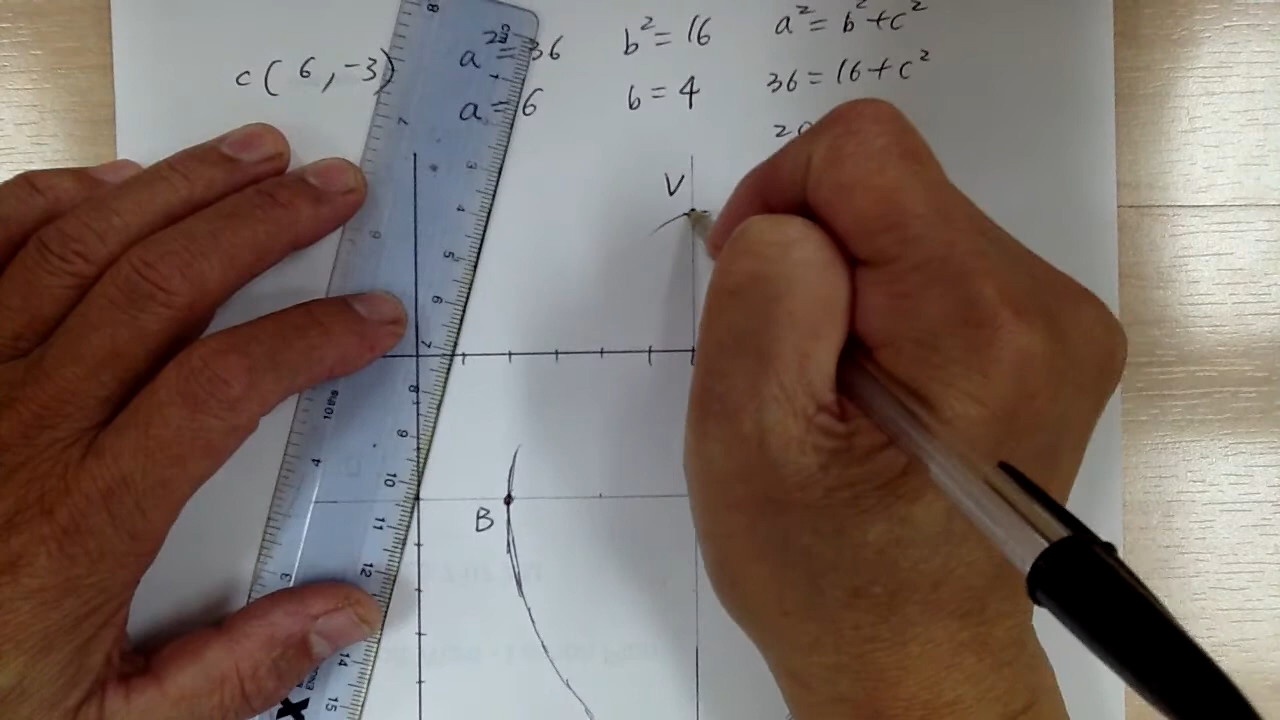 a² = 36 b² = 16 a² = b² + c²
c ( 6 , -3 )
a = 6 b = 4 36 = 16 + c²
V
B